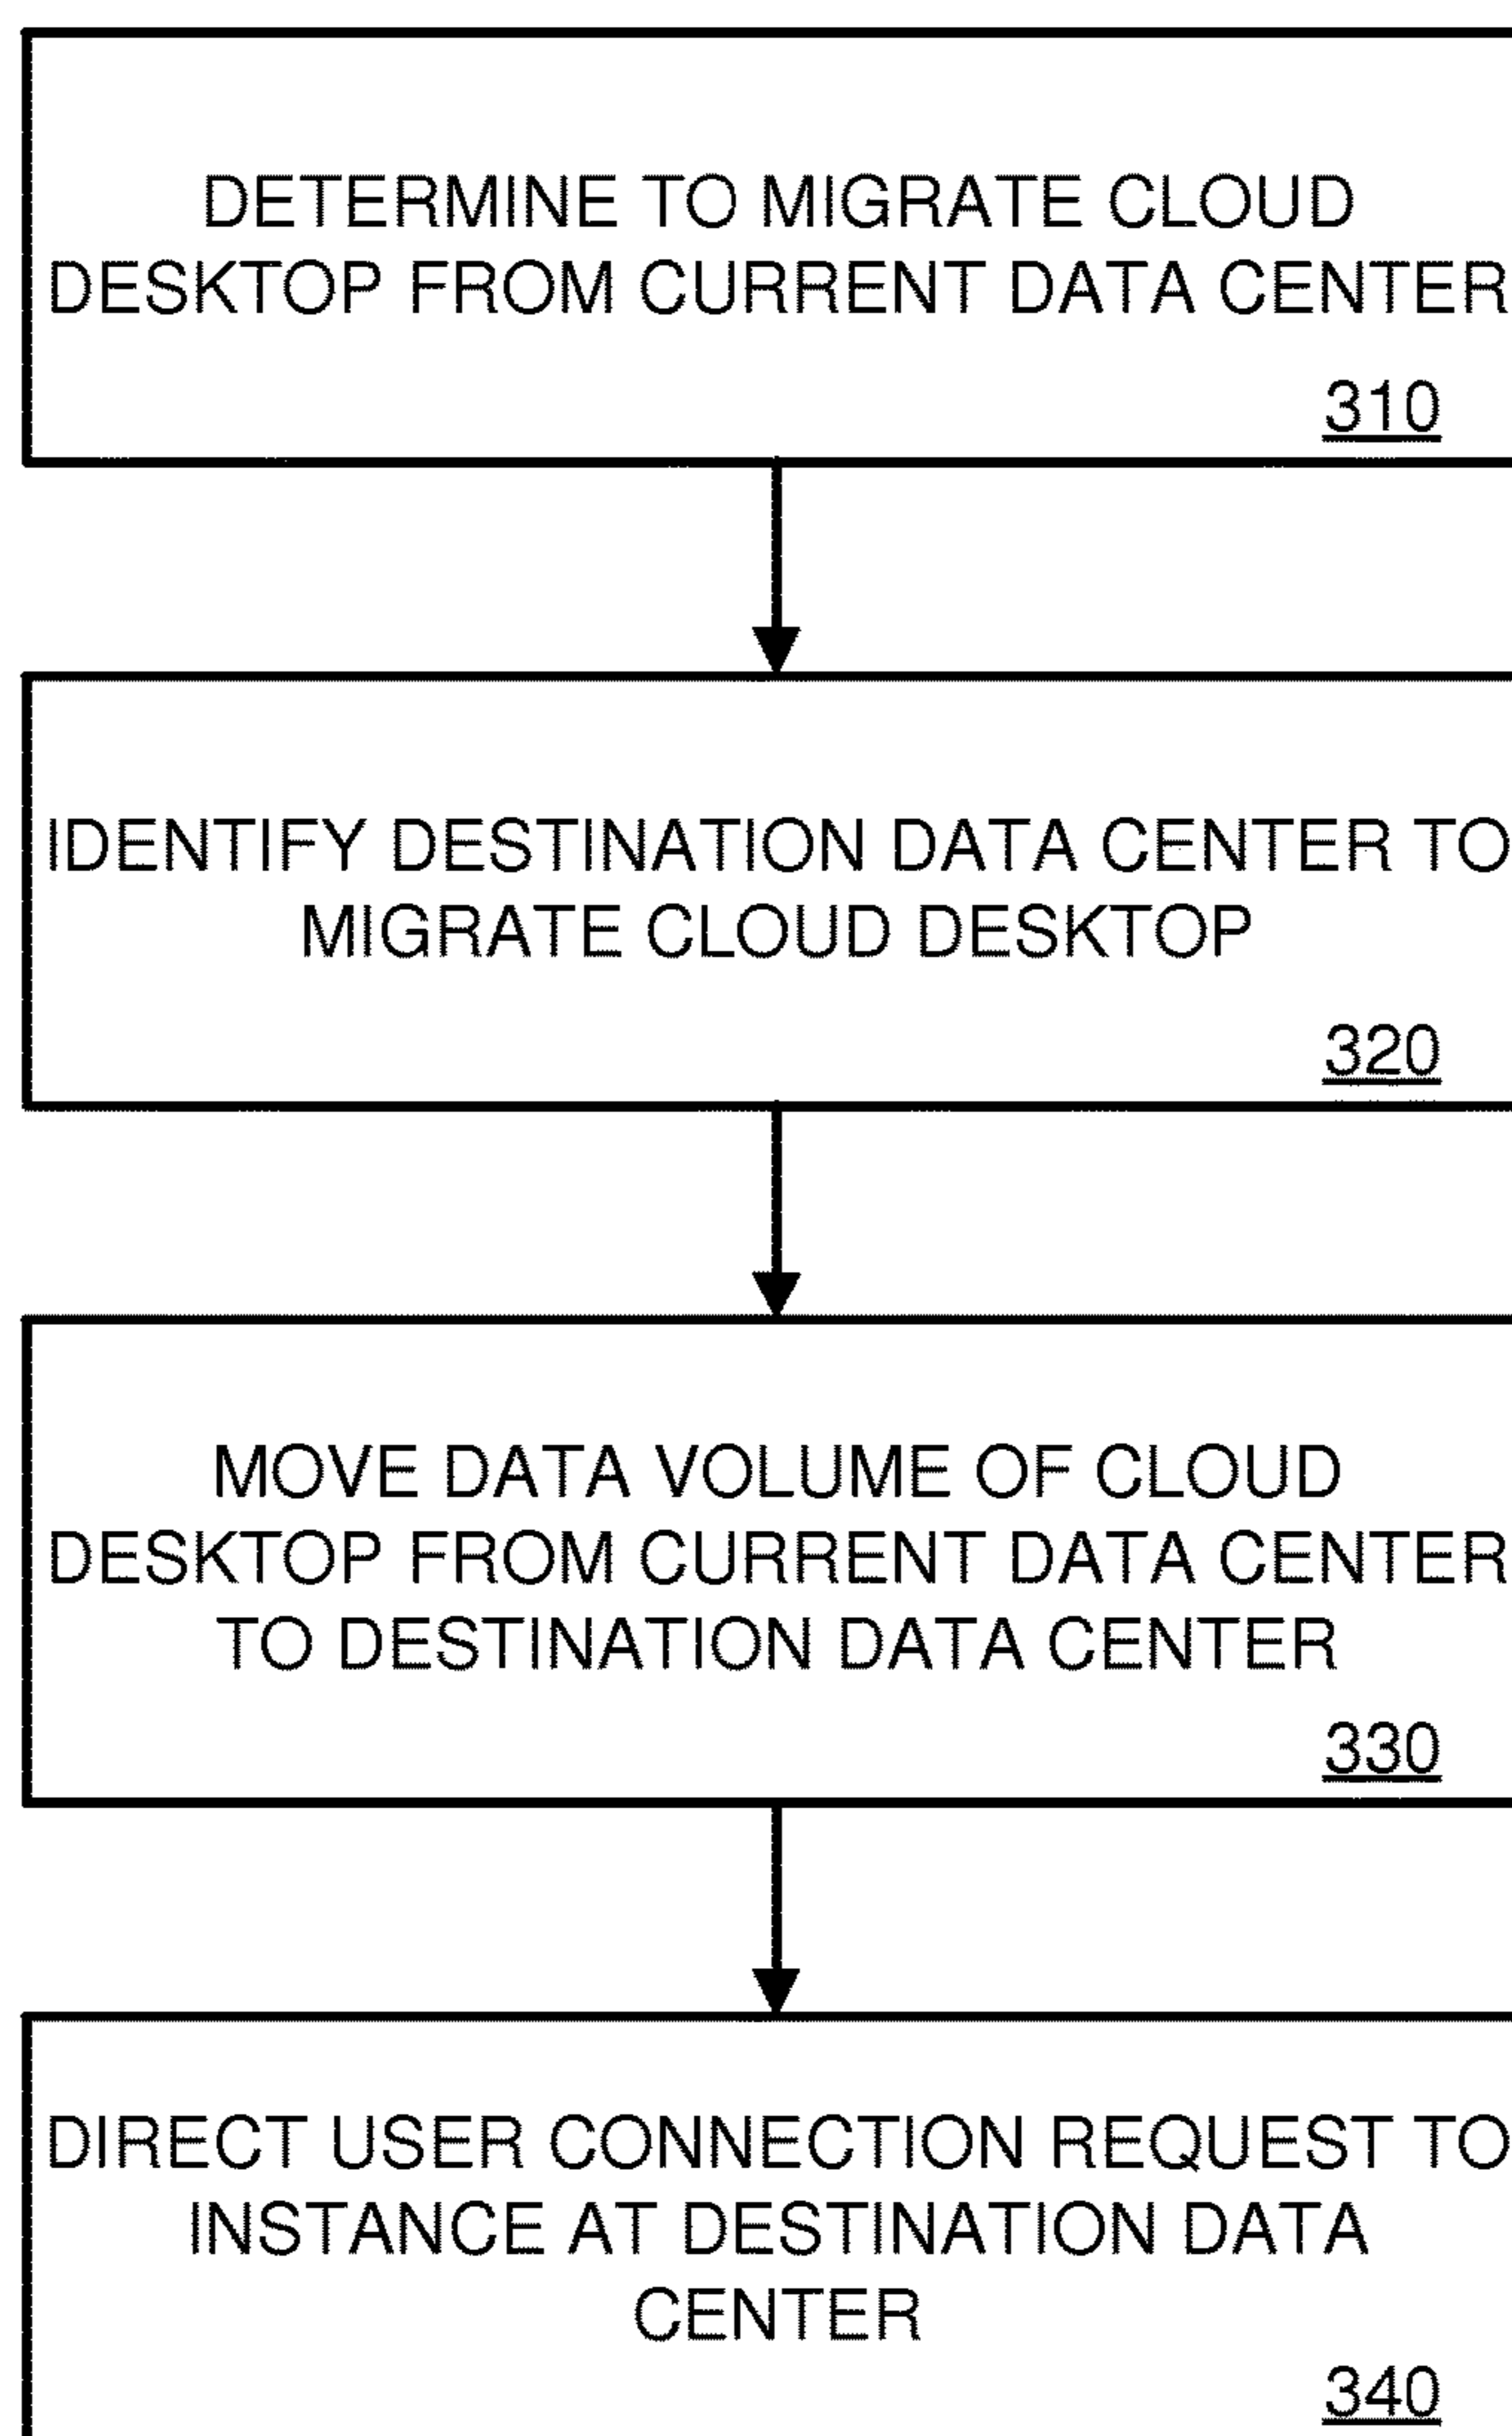 DETERMINE TO MIGRATE CLOUD
DESKTOP FROM CURRENT DATA CENTER
310
IDENTIFY DESTINATION DATA CENTER TO
MIGRATE CLOUD DESKTOP
320
MOVE DATA VOLUME OF CLOUD
DESKTOP FROM CURRENT DATA CENTER
TO DESTINATION DATA CENTER
330
DIRECT USER CONNECTION REQUEST TO
INSTANCE AT DESTINATION DATA
CENTER
340